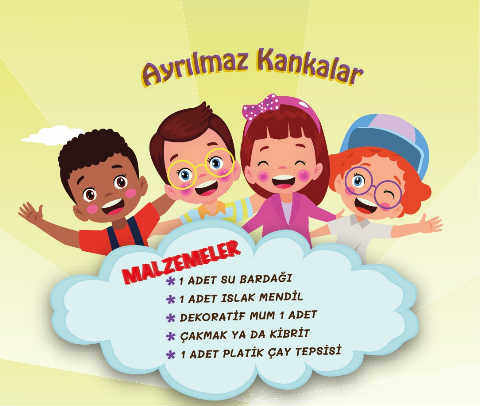 Ayrılmaz Kankalar
MALZEMELER
* 1 ADET SU BARDAĞI
* 1 ADET ISLAK MENDİL
* DEKORATİF MUM 1 ADET
* ÇAKMAK YA DA KİBRİT
* 1 ADET PLATİK ÇAY TEPSİSİ